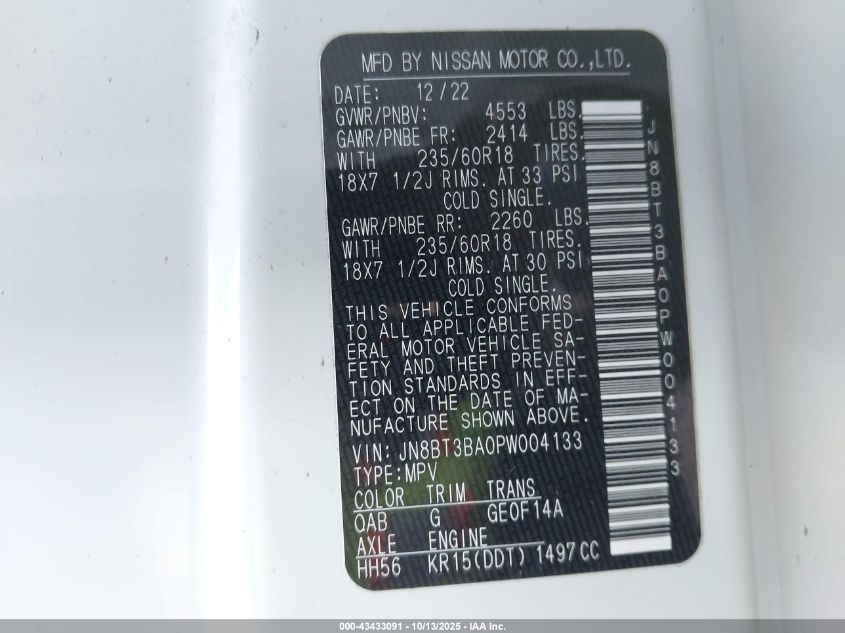 MFD BY NISSAN MOTOR CO.,LTD.
DATE: 12/22
GVWR/PNBV: 4553 LBS.
GAWR/PNBE FR: 2414 LBS.
WITH 235/60R18 TIRES.
18X7 1/2J RIMS. AT 33 PSI
COLD SINGLE.
GAWR/PNBE RR: 2260 LBS.
WITH 235/60R18 TIRES.
18X7 1/2J RIMS. AT 30 PSI
COLD SINGLE.
THIS VEHICLE CONFORMS
TO ALL APPLICABLE FED-
ERAL MOTOR VEHICLE SA-
FETY AND THEFT PREVEN-
TION STANDARDS IN EFF-
ECT ON THE DATE OF MA-
NUFACTURE SHOWN ABOVE.
VIN: JN8BT3BA0PW004133
TYPE:MPV
COLOR TRIM TRANS
QAB G GE0F14A
AXLE ENGINE
HH56 KR15(DDT) 1497CC
JN8BT3BA0PW004133
000-43433091 - 10/13/2025 - IAA Inc.